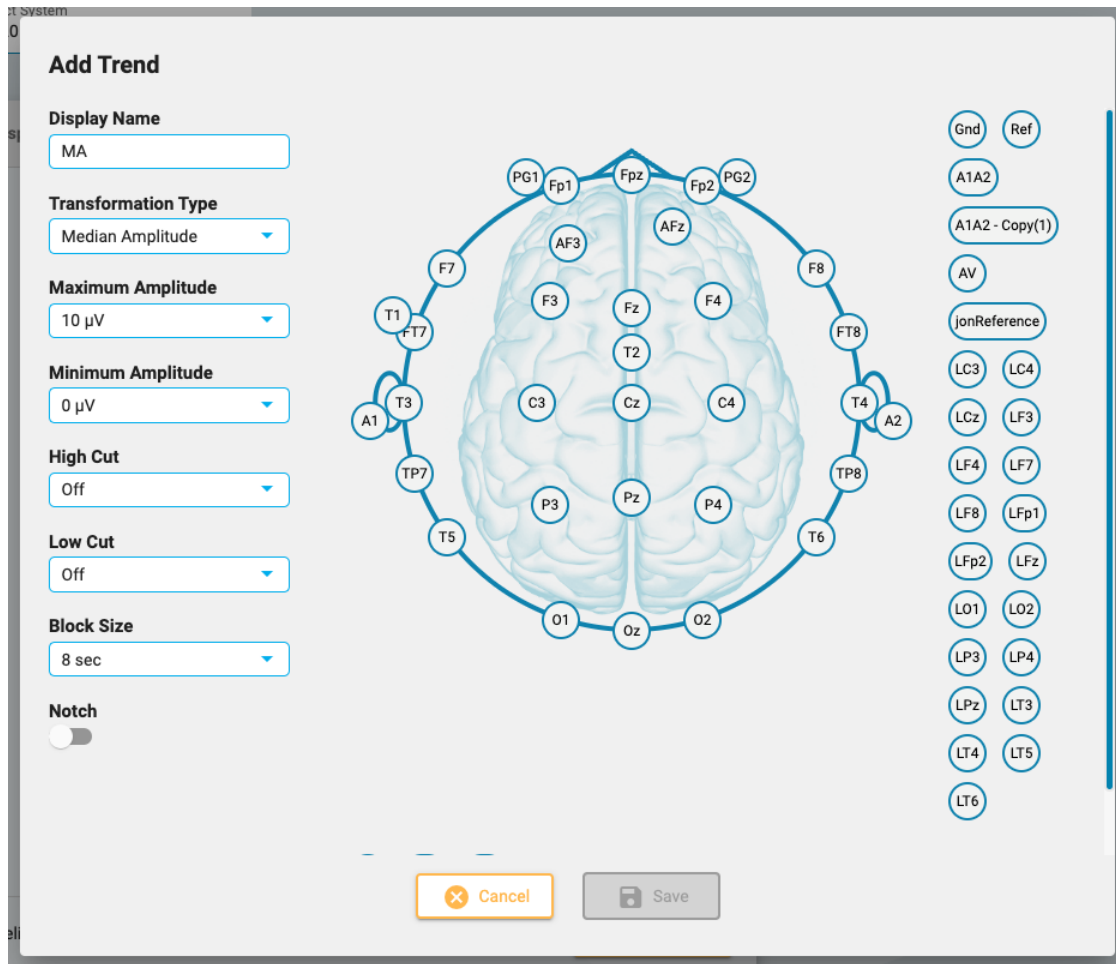 ct System
Add Trend
Display Name
MA
Transformation Type
Median Amplitude
Maximum Amplitude
10 µV
Minimum Amplitude
0 µV
High Cut
Off
Low Cut
Off
Block Size
8 sec
Notch
PG1 Fp1 Fpz Fp2 PG2
AF3 AFz
F7 F8
F3 Fz F4
T1 FT7 FT8
T2
A1 T3 C3 Cz C4 T4 A2
TP7 TP8
P3 Pz P4
T5 T6
O1 Oz O2
Gnd Ref
A1A2
A1A2 - Copy(1)
AV
jonReference
LC3 LC4
LCz LF3
LF4 LF7
LF8 LFp1
LFp2 LFz
LO1 LO2
LP3 LP4
LPz LT3
LT4 LT5
LT6
Cancel Save